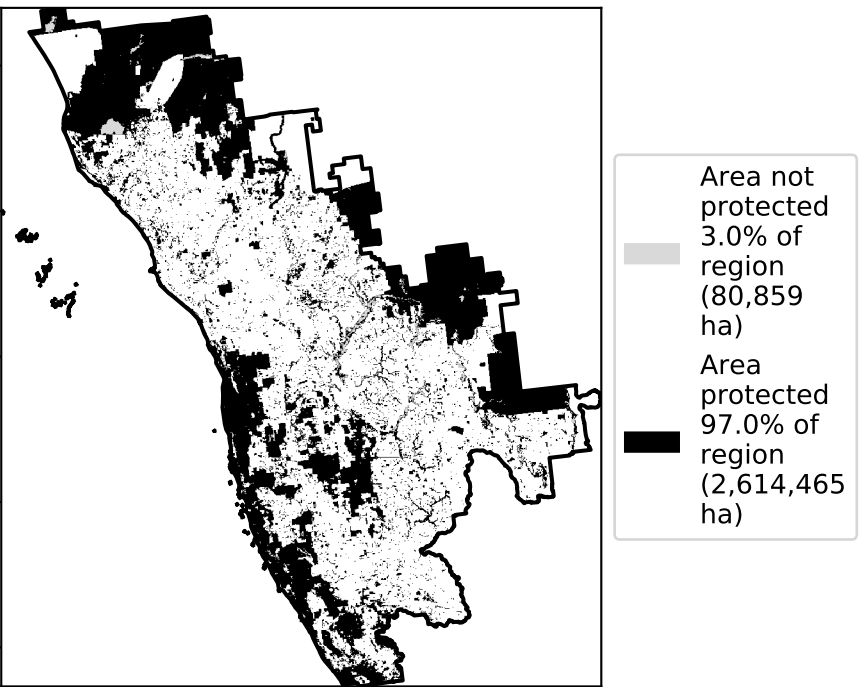 Area not
protected
3.0% of
region
(80,859
ha)
Area
protected
97.0% of
region
(2,614,465
ha)